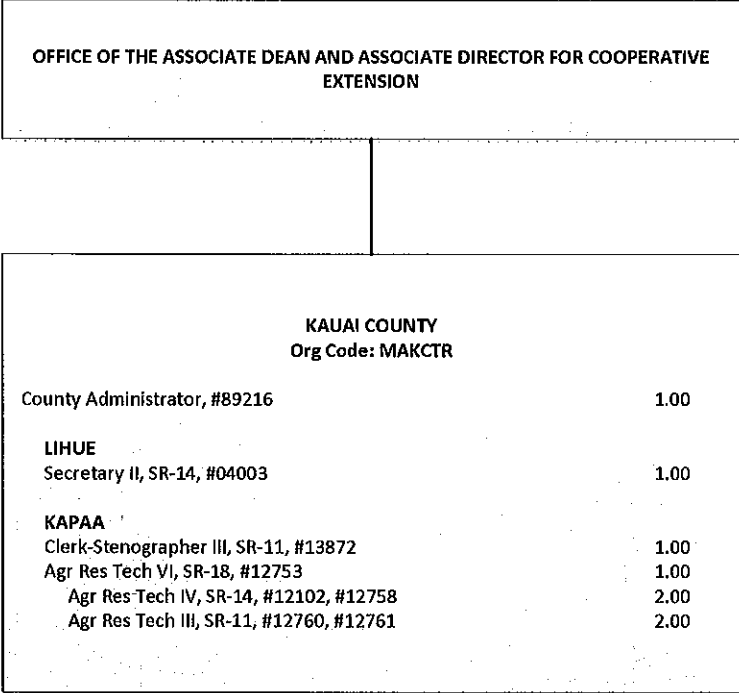 OFFICE OF THE ASSOCIATE DEAN AND ASSOCIATE DIRECTOR FOR COOPERATIVE
EXTENSION
KAUAI COUNTY
Org Code: MAKCTR
County Administrator, #89216 1.00
LIHUE
Secretary II, SR-14, #04003 1.00
KAPAA
Clerk-Stenographer III, SR-11, #13872 1.00
Agr Res Tech VI, SR-18, #12753 1.00
Agr Res Tech IV, SR-14, #12102, #12758 2.00
Agr Res Tech III, SR-11, #12760, #12761 2.00